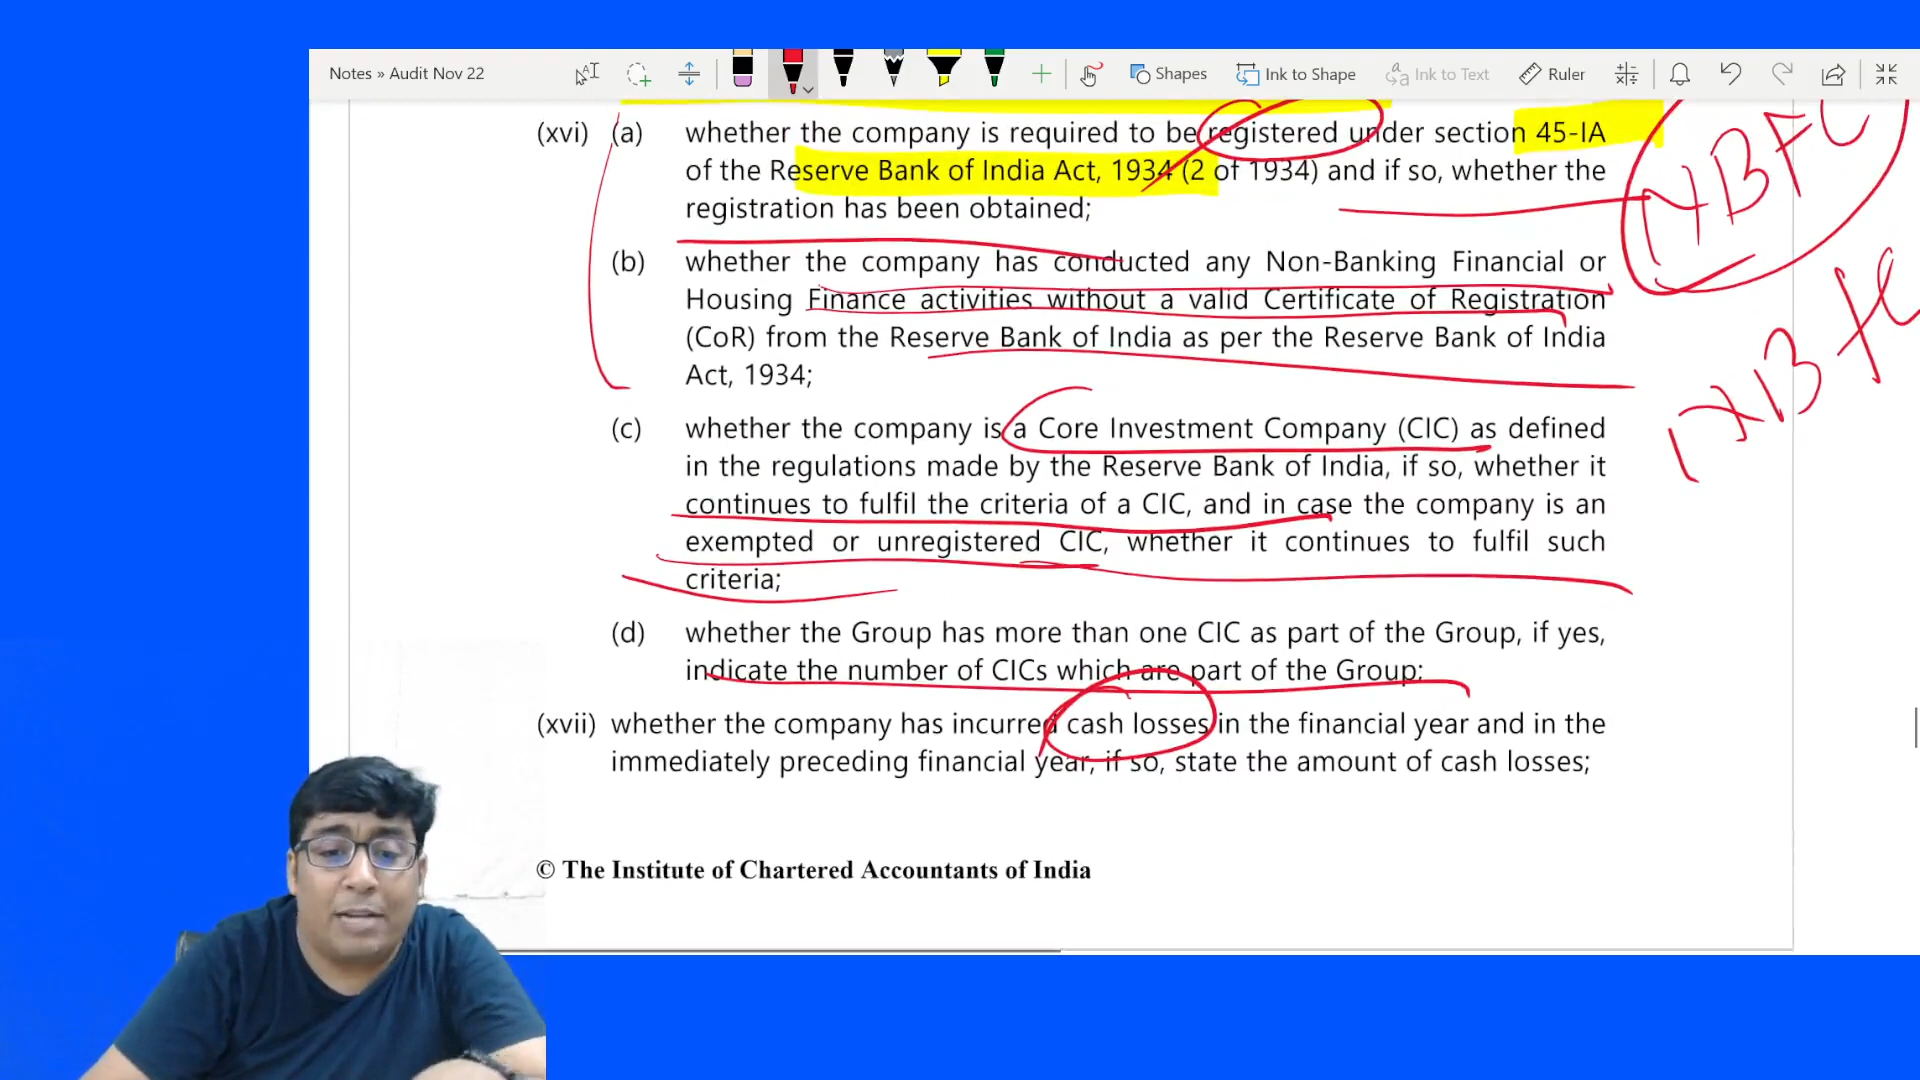 Notes » Audit Nov 22
Shapes
Ink to Shape
Ink to Text
Ruler
(xvi) (a) whether the company is required to be registered under section 45-IA
of the Reserve Bank of India Act, 1934 (2 of 1934) and if so, whether the
registration has been obtained;
(b) whether the company has conducted any Non-Banking Financial or
Housing Finance activities without a valid Certificate of Registration
(CoR) from the Reserve Bank of India as per the Reserve Bank of India
Act, 1934;
(c) whether the company is a Core Investment Company (CIC) as defined
in the regulations made by the Reserve Bank of India, if so, whether it
continues to fulfil the criteria of a CIC, and in case the company is an
exempted or unregistered CIC, whether it continues to fulfil such
criteria;
(d) whether the Group has more than one CIC as part of the Group, if yes,
indicate the number of CICs which are part of the Group;
(xvii) whether the company has incurred cash losses in the financial year and in the
immediately preceding financial year, if so, state the amount of cash losses;
NBFC
NBFC
© The Institute of Chartered Accountants of India